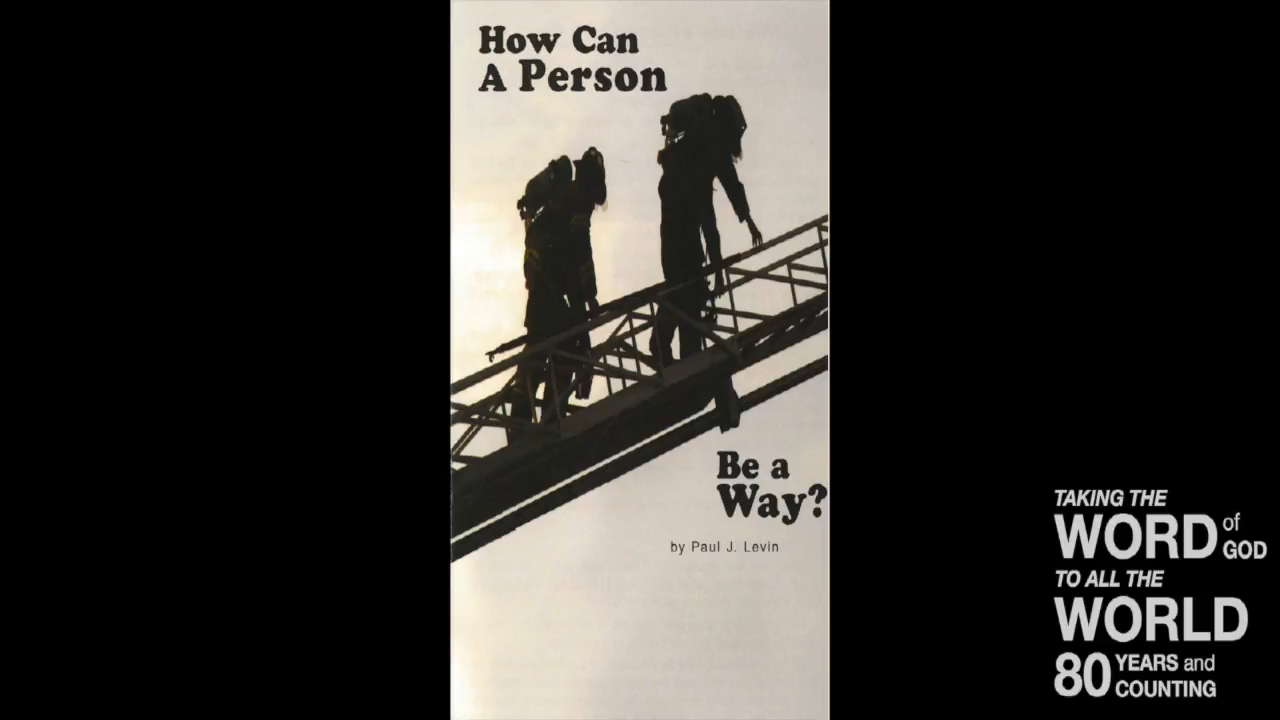 How Can
A Person
Be a
Way?
by Paul J. Levin
TAKING THE
WORD of GOD
TO ALL THE
WORLD
80 YEARS and
COUNTING